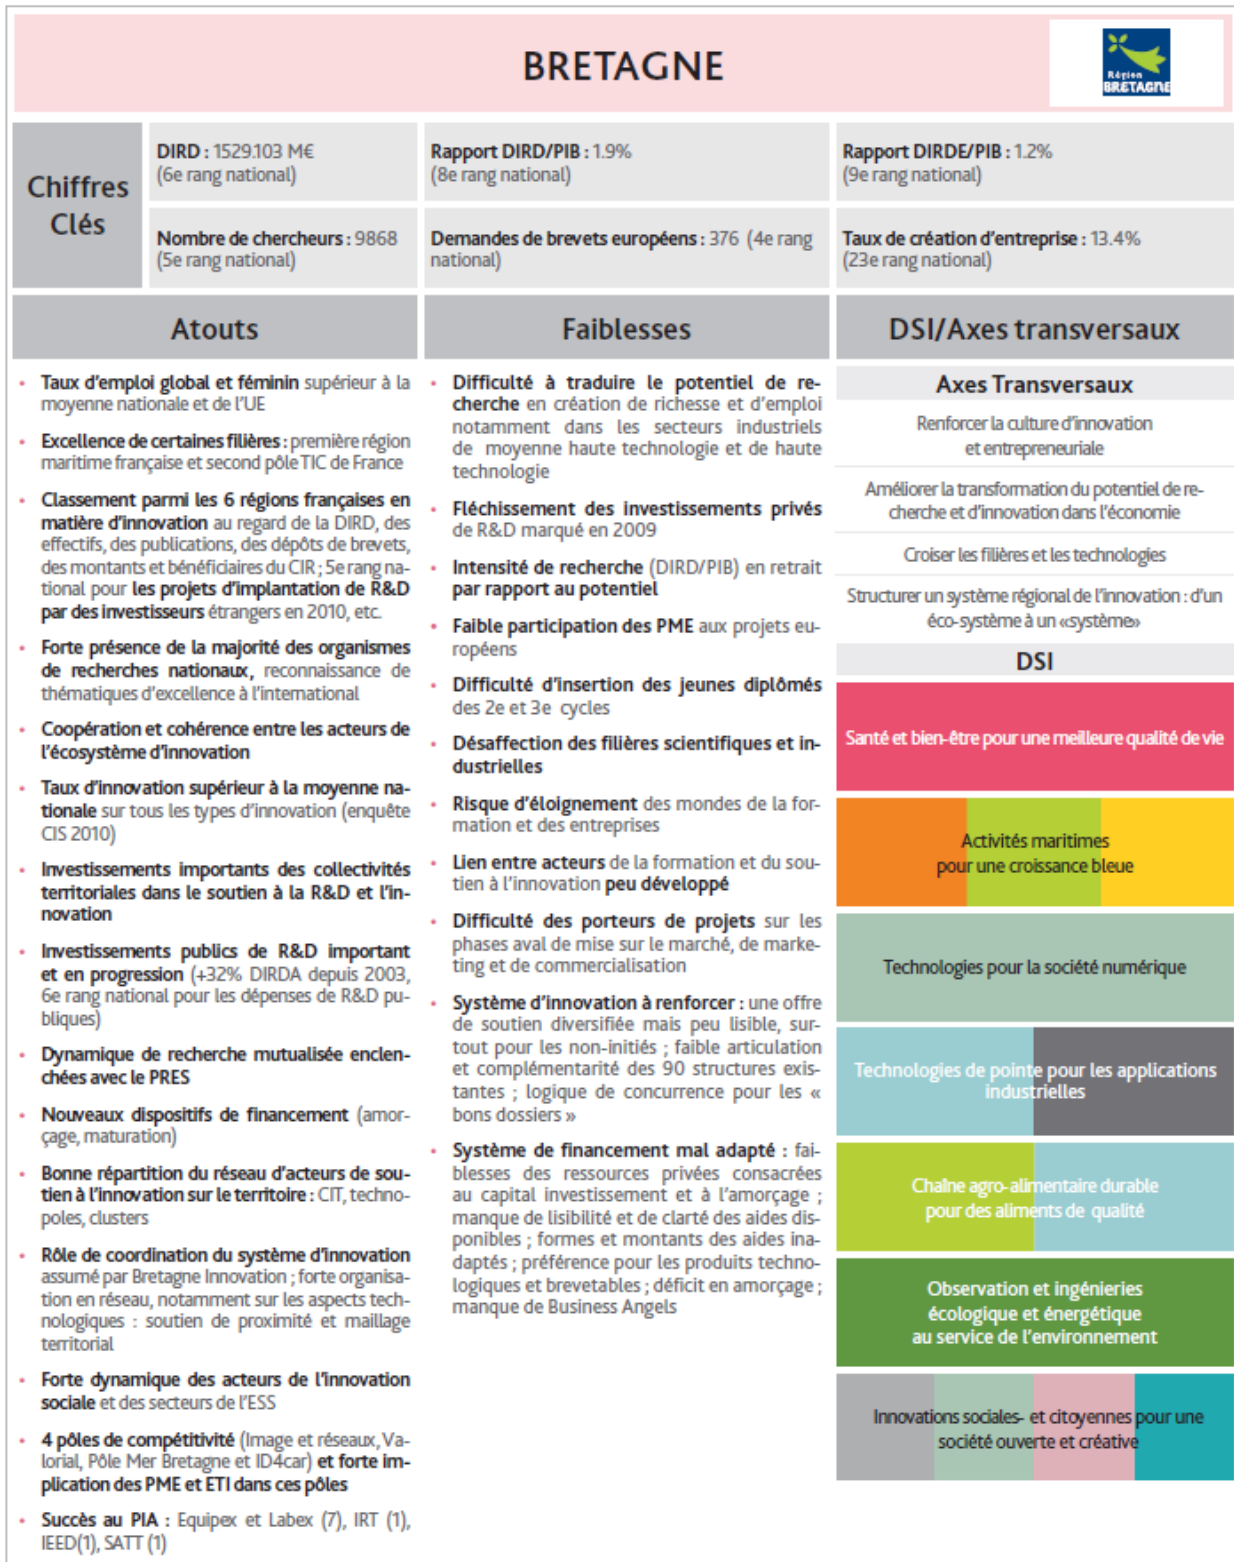 BRETAGNE
Région
BRETAGNE
Chiffres
Clés
DIRD : 1529.103 M€
(6e rang national)
Rapport DIRD/PIB : 1.9%
(8e rang national)
Rapport DIRDE/PIB : 1.2%
(9e rang national)
Nombre de chercheurs : 9868
(5e rang national)
Demandes de brevets européens : 376 (4e rang
national)
Taux de création d'entreprise : 13.4%
(23e rang national)
Atouts
• Taux d'emploi global et féminin supérieur à la
moyenne nationale et de l'UE
• Excellence de certaines filières : première région
maritime française et second pôle TIC de France
• Classement parmi les 6 régions françaises en
matière d'innovation au regard de la DIRD, des
effectifs, des publications, des dépôts de brevets,
des montants et bénéficiaires du CIR ; 5e rang na-
tional pour les projets d'implantation de R&D
par des investisseurs étrangers en 2010, etc.
• Forte présence de la majorité des organismes
de recherches nationaux, reconnaissance de
thématiques d'excellence à l'international
• Coopération et cohérence entre les acteurs de
l'écosystème d'innovation
• Taux d'innovation supérieur à la moyenne na-
tionale sur tous les types d'innovation (enquête
CIS 2010)
• Investissements importants des collectivités
territoriales dans le soutien à la R&D et l'in-
novation
• Investissements publics de R&D important
et en progression (+32% DIRDA depuis 2003,
6e rang national pour les dépenses de R&D pu-
bliques)
• Dynamique de recherche mutualisée enclen-
chées avec le PRES
• Nouveaux dispositifs de financement (amor-
çage, maturation)
• Bonne répartition du réseau d'acteurs de sou-
tien à l'innovation sur le territoire : CIT, techno-
poles, clusters
• Rôle de coordination du système d'innovation
assumé par Bretagne Innovation ; forte organisa-
tion en réseau, notamment sur les aspects tech-
nologiques : soutien de proximité et maillage
territorial
• Forte dynamique des acteurs de l'innovation
sociale et des secteurs de l'ESS
• 4 pôles de compétitivité (Image et réseaux, Va-
lorial, Pôle Mer Bretagne et ID4car) et forte im-
plication des PME et ETI dans ces pôles
• Succès au PIA : Equipex et Labex (7), IRT (1),
IEED(1), SATT (1)
Faiblesses
• Difficulté à traduire le potentiel de re-
cherche en création de richesse et d'emploi
notamment dans les secteurs industriels
de moyenne haute technologie et de haute
technologie
• Fléchissement des investissements privés
de R&D marqué en 2009
• Intensité de recherche (DIRD/PIB) en retrait
par rapport au potentiel
• Faible participation des PME aux projets eu-
ropéens
• Difficulté d'insertion des jeunes diplômés
des 2e et 3e cycles
• Désaffection des filières scientifiques et in-
dustrielles
• Risque d'éloignement des mondes de la for-
mation et des entreprises
• Lien entre acteurs de la formation et du sou-
tien à l'innovation peu développé
• Difficulté des porteurs de projets sur les
phases aval de mise sur le marché, de marke-
ting et de commercialisation
• Système d'innovation à renforcer : une offre
de soutien diversifiée mais peu lisible, sur-
tout pour les non-initiés ; faible articulation
et complémentarité des 90 structures exis-
tantes ; logique de concurrence pour les «
bons dossiers »
• Système de financement mal adapté : fai-
blesses des ressources privées consacrées
au capital investissement et à l'amorçage ;
manque de lisibilité et de clarté des aides dis-
ponibles ; formes et montants des aides ina-
daptés ; préférence pour les produits techno-
logiques et brevetables ; déficit en amorçage ;
manque de Business Angels
DSI/Axes transversaux
Axes Transversaux
Renforcer la culture d'innovation
et entrepreneuriale
Améliorer la transformation du potentiel de re-
cherche et d'innovation dans l'économie
Croiser les filières et les technologies
Structurer un système régional de l'innovation : d'un
éco-système à un «système»
DSI
Santé et bien-être pour une meilleure qualité de vie
Activités maritimes
pour une croissance bleue
Technologies pour la société numérique
Technologies de pointe pour les applications
industrielles
Chaîne agro-alimentaire durable
pour des aliments de qualité
Observation et ingénieries
écologique et énergétique
au service de l'environnement
Innovations sociales- et citoyennes pour une
société ouverte et créative